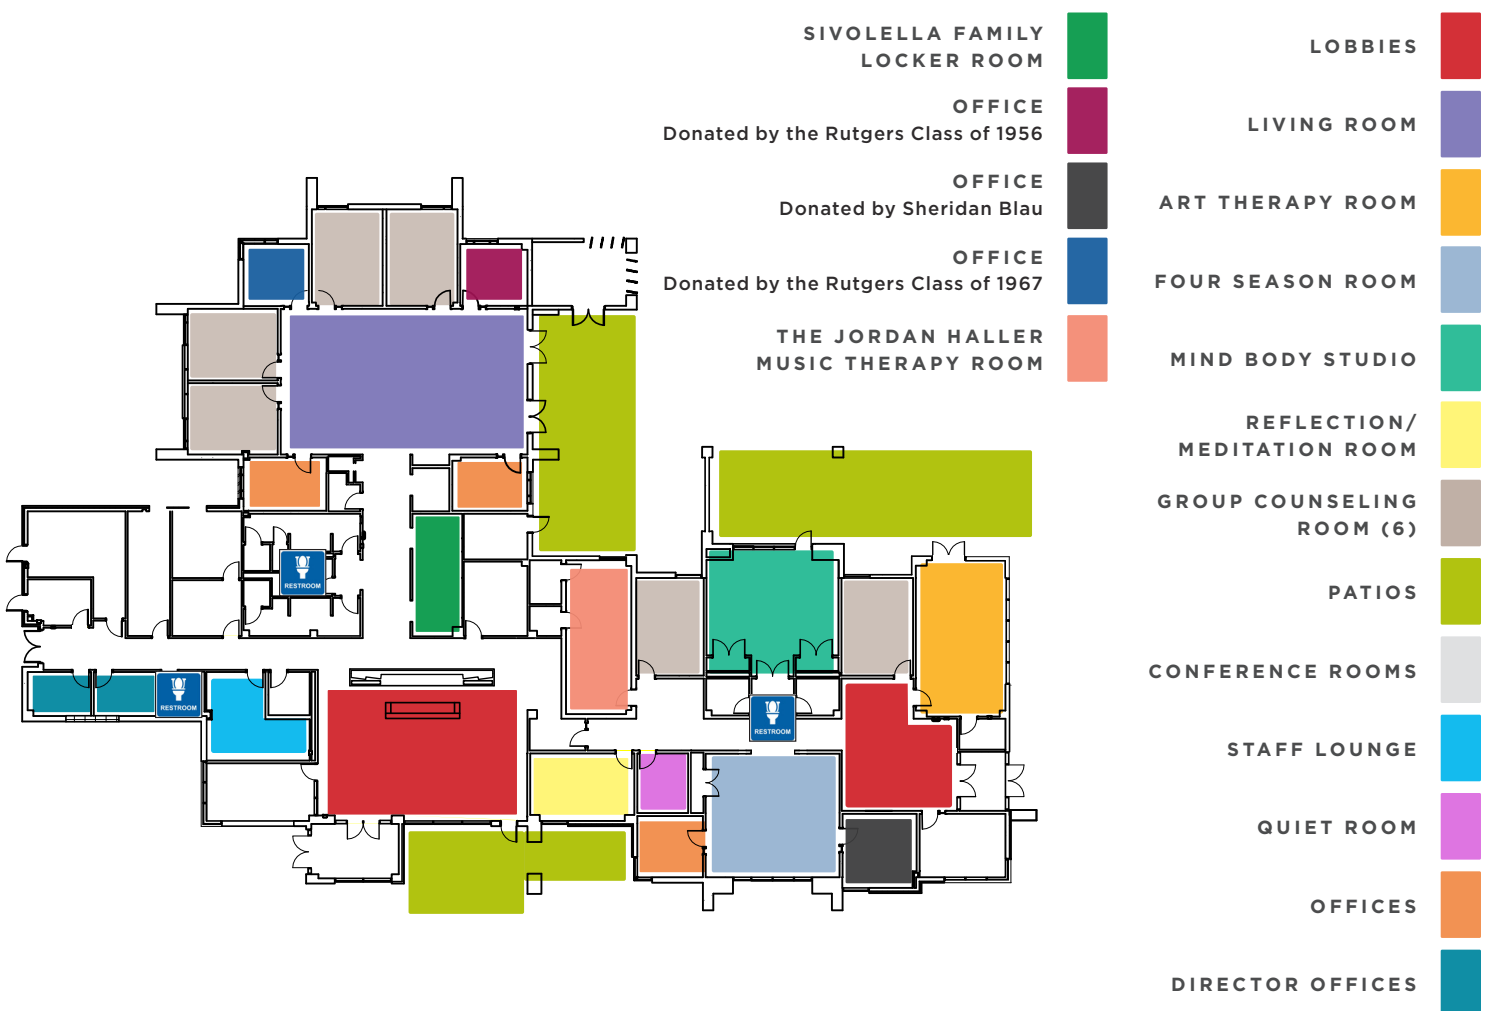 SIVOLELLA FAMILY
LOCKER ROOM
OFFICE
Donated by the Rutgers Class of 1956
OFFICE
Donated by Sheridan Blau
OFFICE
Donated by the Rutgers Class of 1967
THE JORDAN HALLER
MUSIC THERAPY ROOM
LOBBIES
LIVING ROOM
ART THERAPY ROOM
FOUR SEASON ROOM
MIND BODY STUDIO
REFLECTION/
MEDITATION ROOM
GROUP COUNSELING
ROOM (6)
PATIOS
CONFERENCE ROOMS
STAFF LOUNGE
QUIET ROOM
OFFICES
DIRECTOR OFFICES
RESTROOM
RESTROOM
RESTROOM